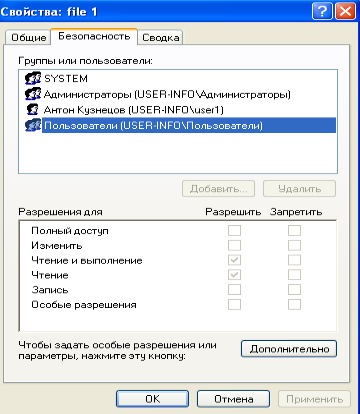 Свойства: file 1
Общие Безопасность Сводка
Группы или пользователи:
SYSTEM
Администраторы (USER-INFO\Администраторы)
Антон Кузнецов (USER-INFO\user1)
Пользователи (USER-INFO\Пользователи)
Добавить... Удалить
Разрешения для Разрешить Запретить
Полный доступ
Изменить
Чтение и выполнение
Чтение
Запись
Особые разрешения
Чтобы задать особые разрешения или
параметры, нажмите эту кнопку: Дополнительно
OK Отмена Применить